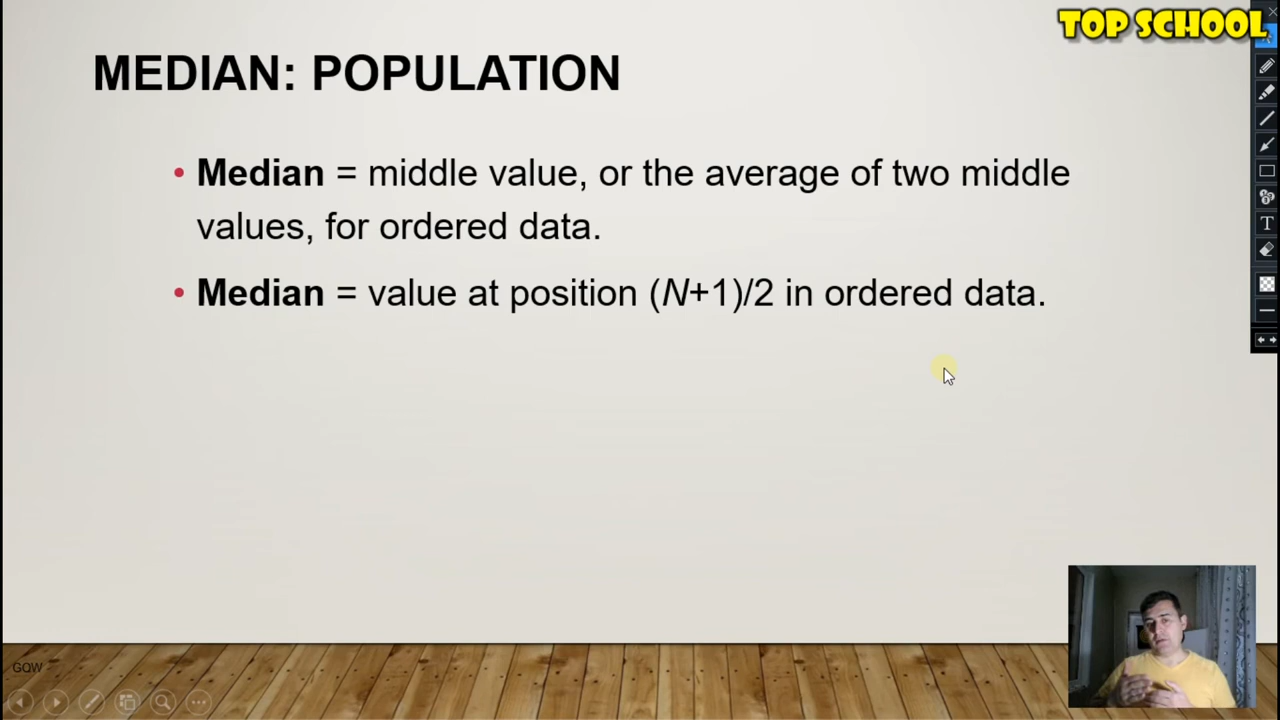 TOP SCHOOL
MEDIAN: POPULATION
• Median = middle value, or the average of two middle
values, for ordered data.
• Median = value at position (N+1)/2 in ordered data.
T
GQW